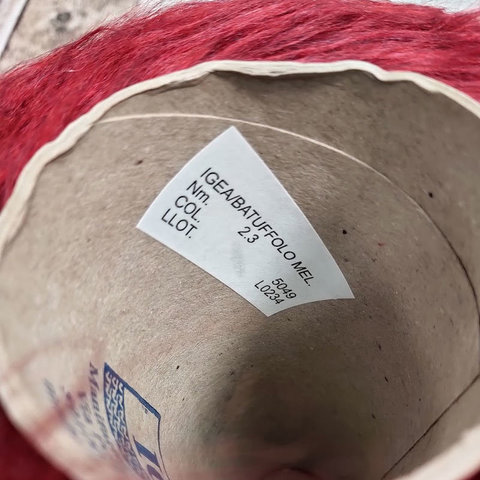 IGEA/BATUFFOLO MEL.
Nm. 2.3
COL. 5049
LLOT. L0234